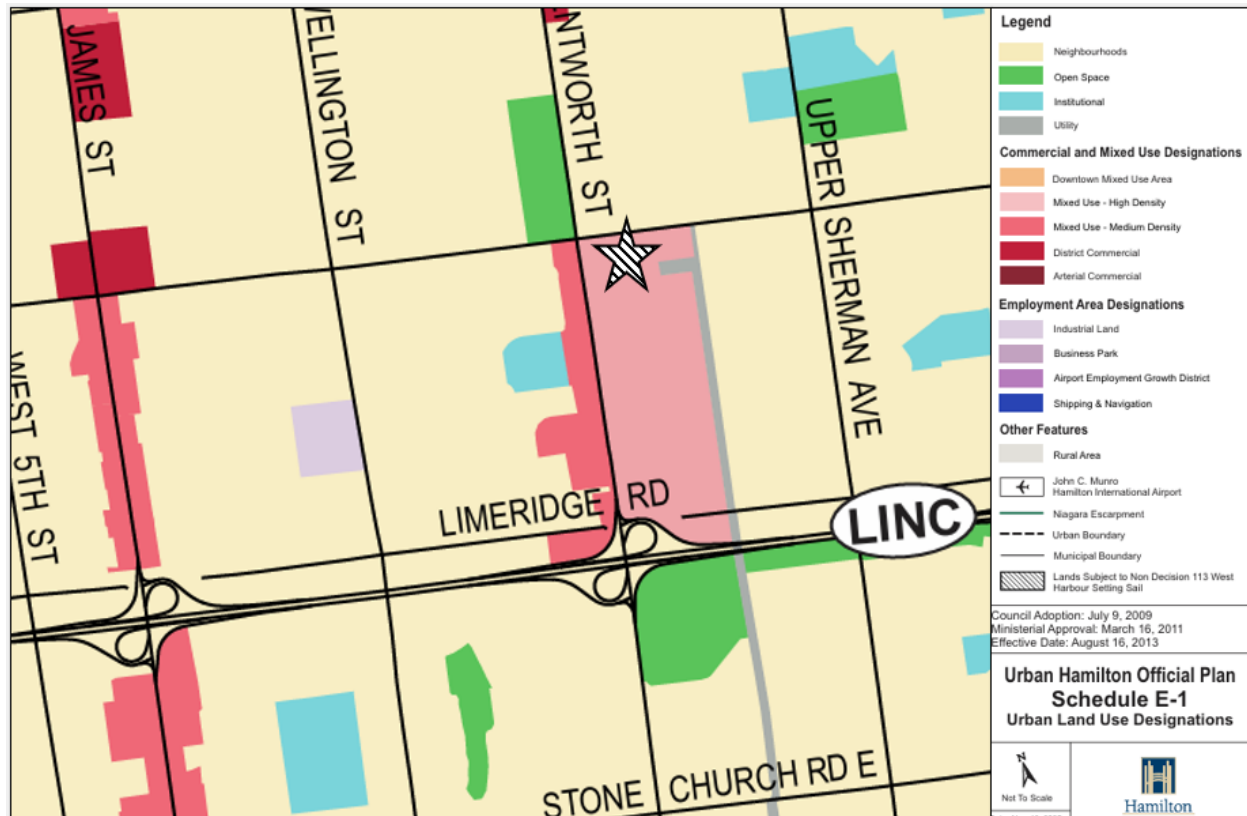 JAMES ST
ELLINGTON ST
NTWORTH ST
UPPER SHERMAN AVE
WEST 5TH ST
LIMERIDGE RD
LINC
STONE CHURCH RD E
Legend
Neighbourhoods
Open Space
Institutional
Utility
Commercial and Mixed Use Designations
Downtown Mixed Use Area
Mixed Use - High Density
Mixed Use - Medium Density
District Commercial
Arterial Commercial
Employment Area Designations
Industrial Land
Business Park
Airport Employment Growth District
Shipping & Navigation
Other Features
Rural Area
John C. Munro
Hamilton International Airport
Niagara Escarpment
Urban Boundary
Municipal Boundary
Lands Subject to Non Decision 113 West
Harbour Setting Sail
Council Adoption: July 9, 2009
Ministerial Approval: March 16, 2011
Effective Date: August 16, 2013
Urban Hamilton Official Plan
Schedule E-1
Urban Land Use Designations
N
Not To Scale
Hamilton